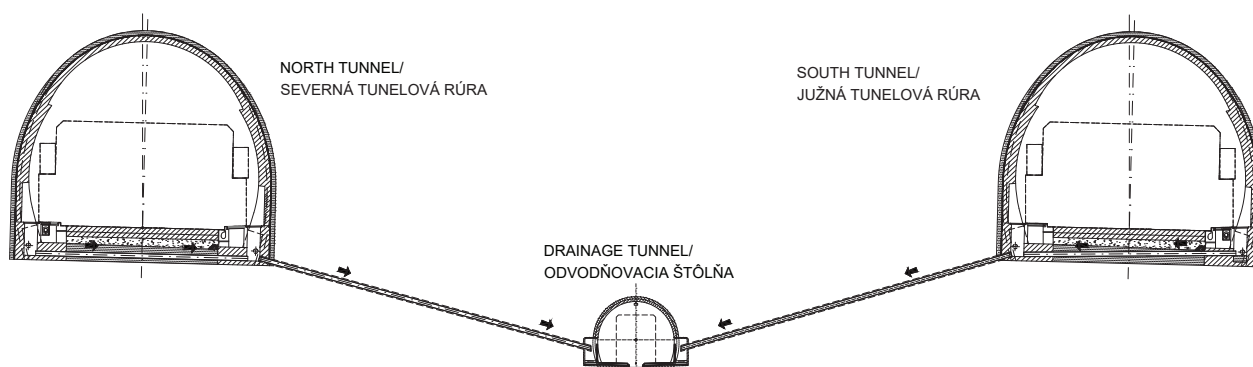 NORTH TUNNEL/
SEVERNÁ TUNELOVÁ RÚRA
SOUTH TUNNEL/
JUŽNÁ TUNELOVÁ RÚRA
DRAINAGE TUNNEL/
ODVODŇOVACIA ŠTÔLŇA